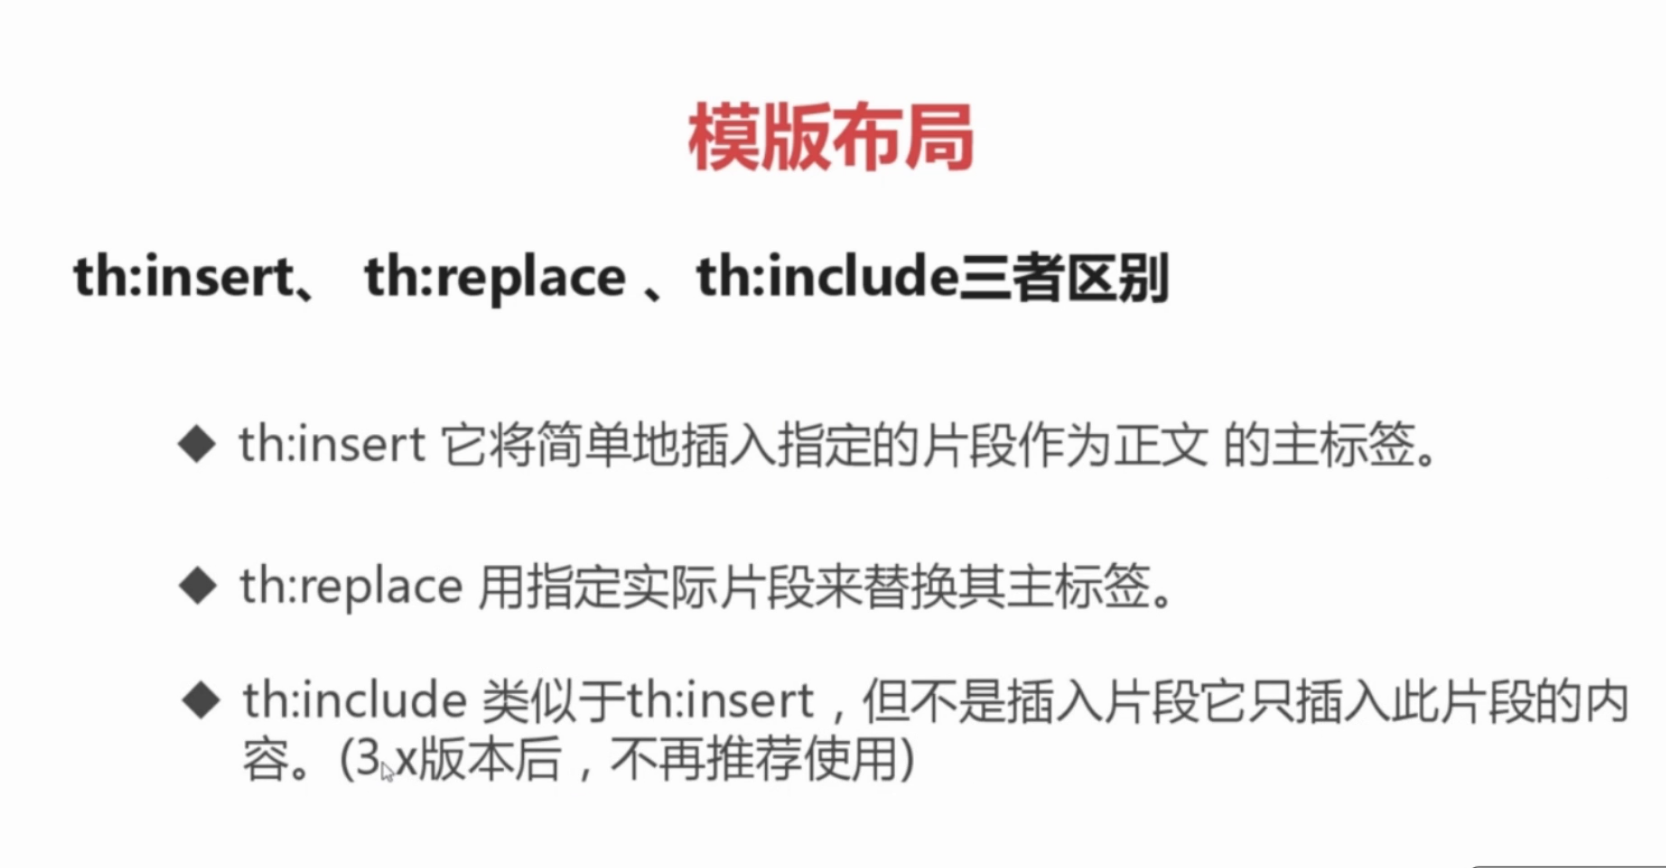 模版布局
th:insert、 th:replace 、th:include三者区别
◆ th:insert 它将简单地插入指定的片段作为正文 的主标签。
◆ th:replace 用指定实际片段来替换其主标签。
◆ th:include 类似于th:insert，但不是插入片段它只插入此片段的内
容。(3.x版本后，不再推荐使用)